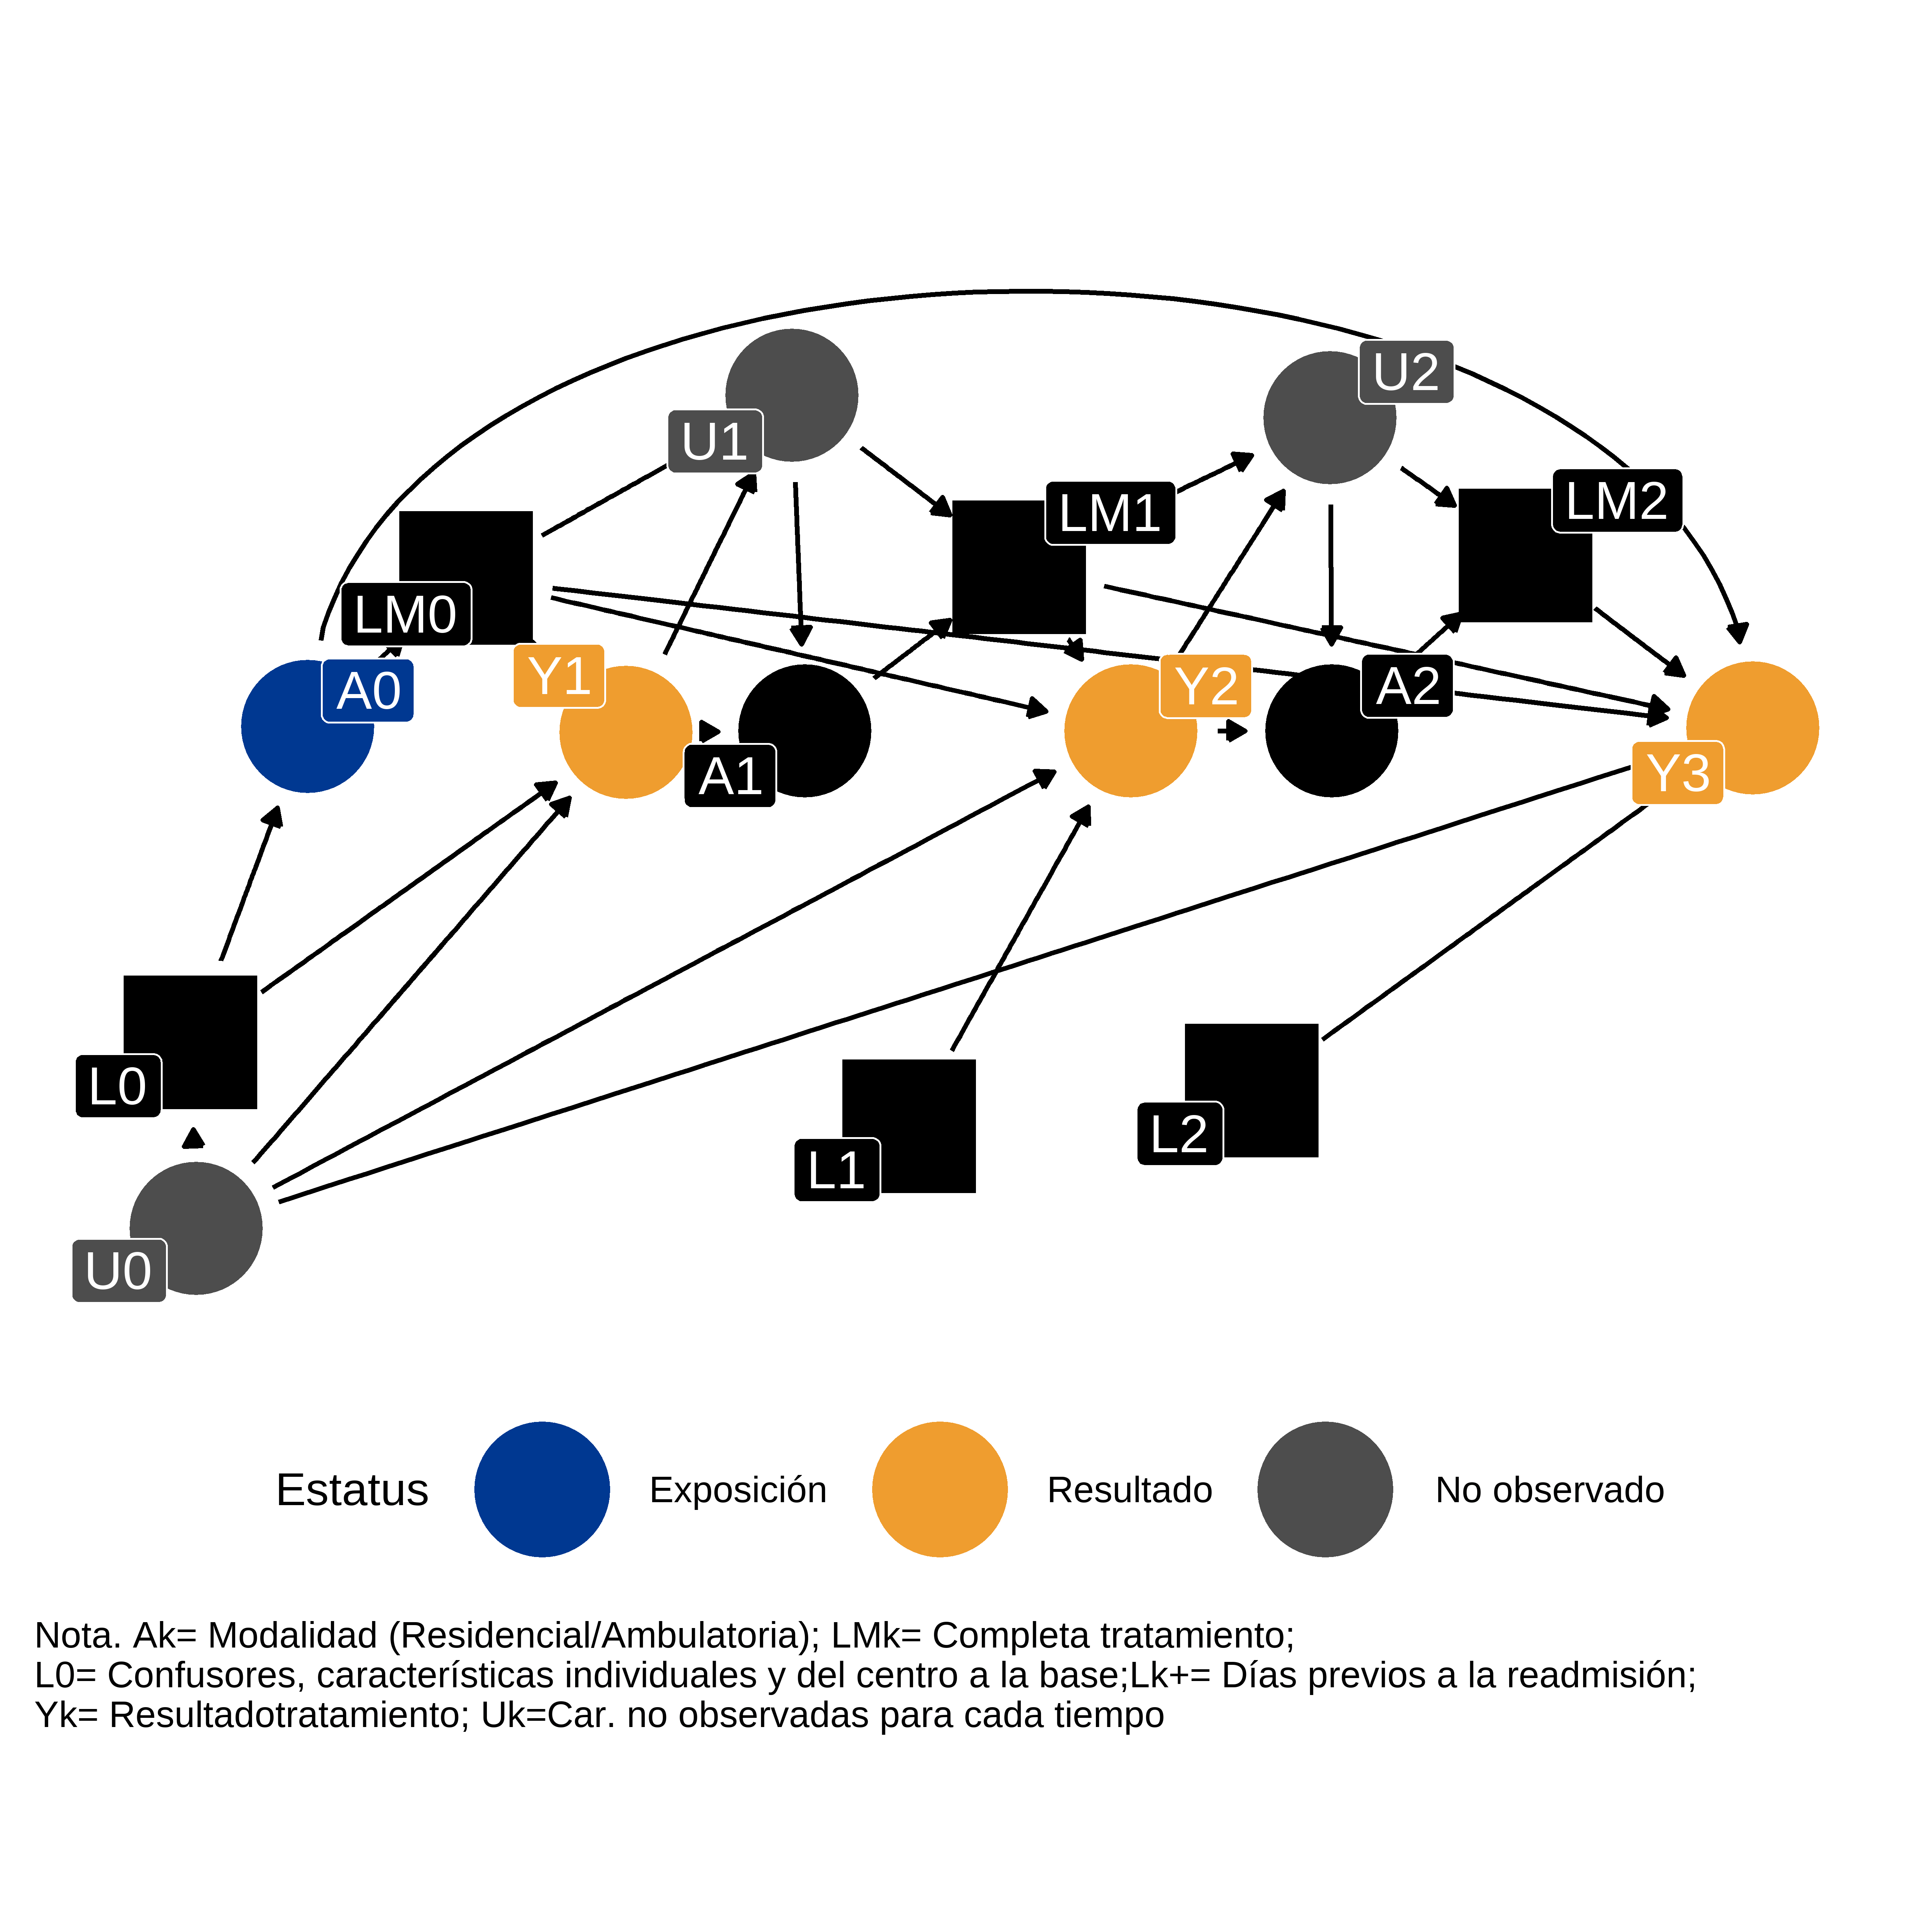 U2
U1
LM2
LM1
LM0
Y1
A0
Y2
A2
A1
Y3
L0
L2
L1
U0
Estatus Exposición Resultado No observado
Nota. Ak= Modalidad (Residencial/Ambulatoria); LMk= Completa tratamiento;
L0= Confusores, características individuales y del centro a la base;Lk+= Días previos a la readmisión;
Yk= Resultadotratamiento; Uk=Car. no observadas para cada tiempo